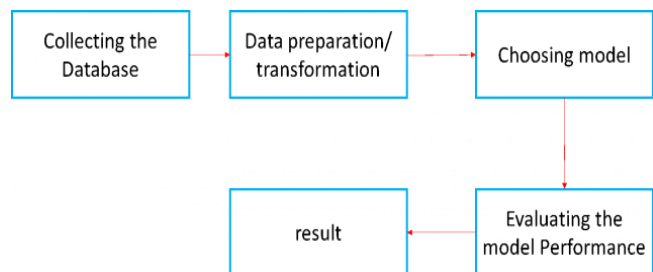 Collecting the
Database
Data preparation/
transformation
Choosing model
Evaluating the
model Performance
result